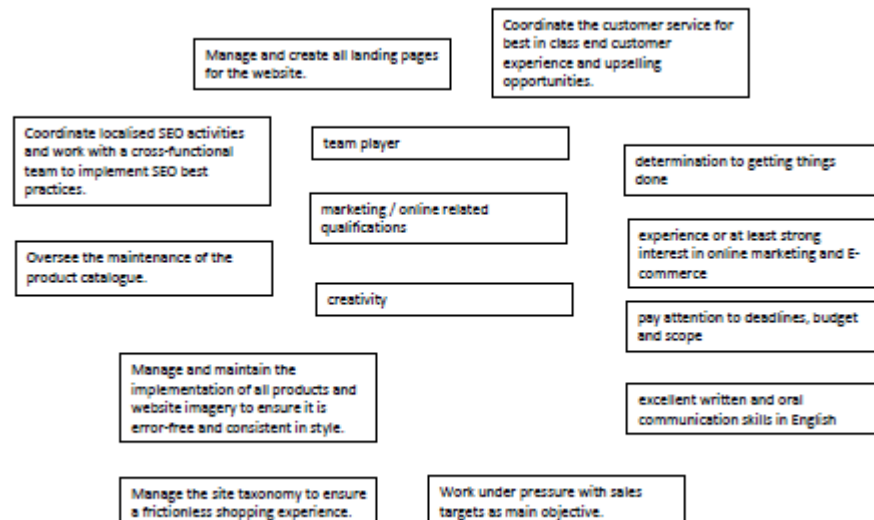 Coordinate the customer service for
best in class end customer
experience and upselling
opportunities.
Manage and create all landing pages
for the website.
Coordinate localised SEO activities
and work with a cross-functional
team to implement SEO best
practices.
team player
determination to getting things
done
marketing / online related
qualifications
experience or at least strong
interest in online marketing and E-
commerce
Oversee the maintenance of the
product catalogue.
creativity
pay attention to deadlines, budget
and scope
Manage and maintain the
implementation of all products and
website imagery to ensure it is
error-free and consistent in style.
excellent written and oral
communication skills in English
Manage the site taxonomy to ensure
a frictionless shopping experience.
Work under pressure with sales
targets as main objective.